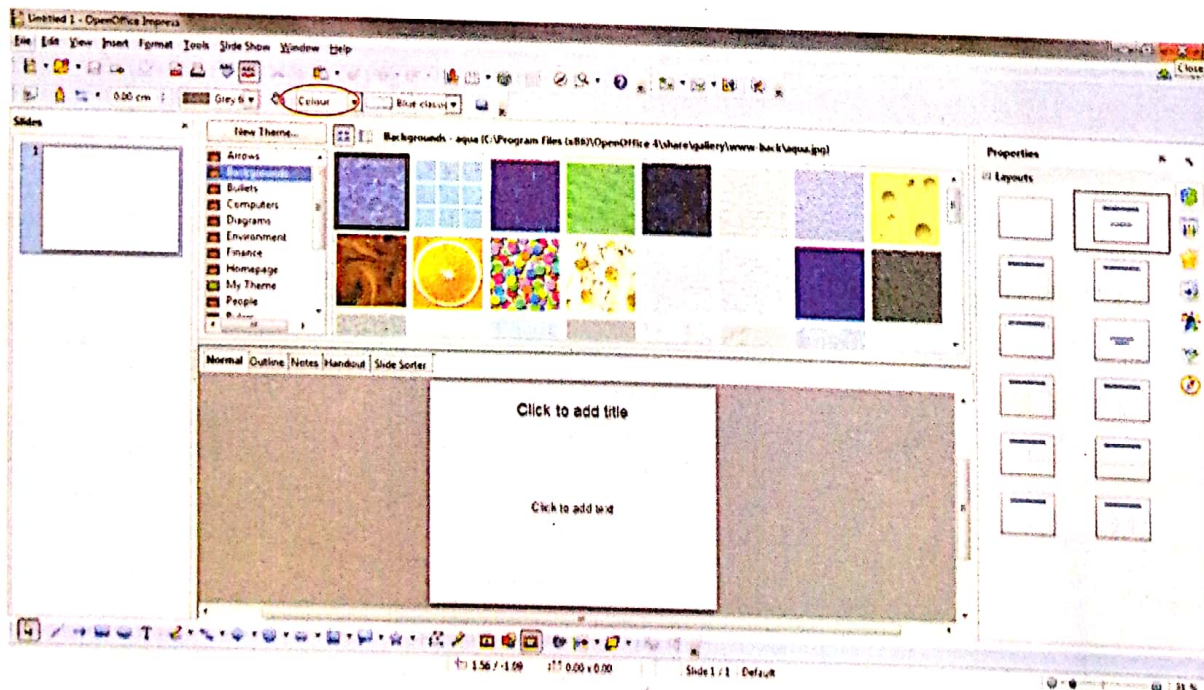 Untitled 1 - OpenOffice Impress
File Edit View Insert Format Tools Slide Show Window Help
Close
0.00 cm
Grey 6
Colour
Blue classic
Slides
1
New Theme...
Backgrounds - aqua (C:\Program Files (x86)\OpenOffice 4\share\gallery\www-back\aqua.jpg)
Arrows
Backgrounds
Bullets
Computers
Diagrams
Environment
Finance
Homepage
My Theme
People
Rulers
Properties
Layouts
Normal Outline Notes Handout Slide Sorter
Click to add title
Click to add text
1.56 / -1.09
0.00 x 0.00
Slide 1 / 1
Default
31 %